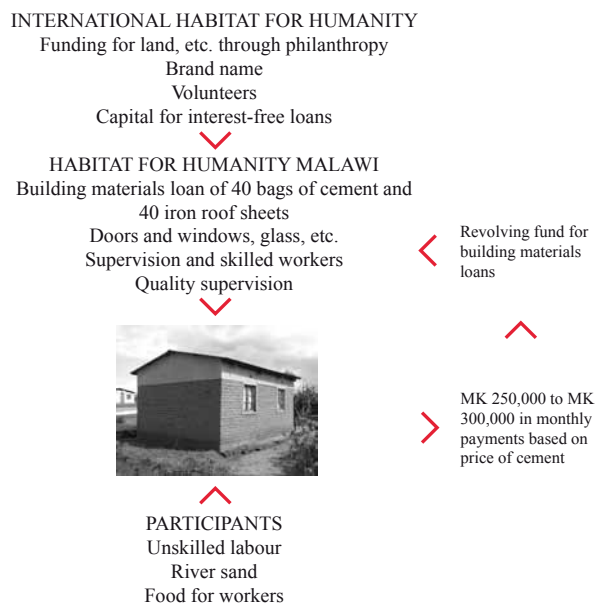 INTERNATIONAL HABITAT FOR HUMANITY
Funding for land, etc. through philanthropy
Brand name
Volunteers
Capital for interest-free loans
HABITAT FOR HUMANITY MALAWI
Building materials loan of 40 bags of cement and
40 iron roof sheets
Doors and windows, glass, etc.
Supervision and skilled workers
Quality supervision
Revolving fund for
building materials
loans
MK 250,000 to MK
300,000 in monthly
payments based on
price of cement
PARTICIPANTS
Unskilled labour
River sand
Food for workers